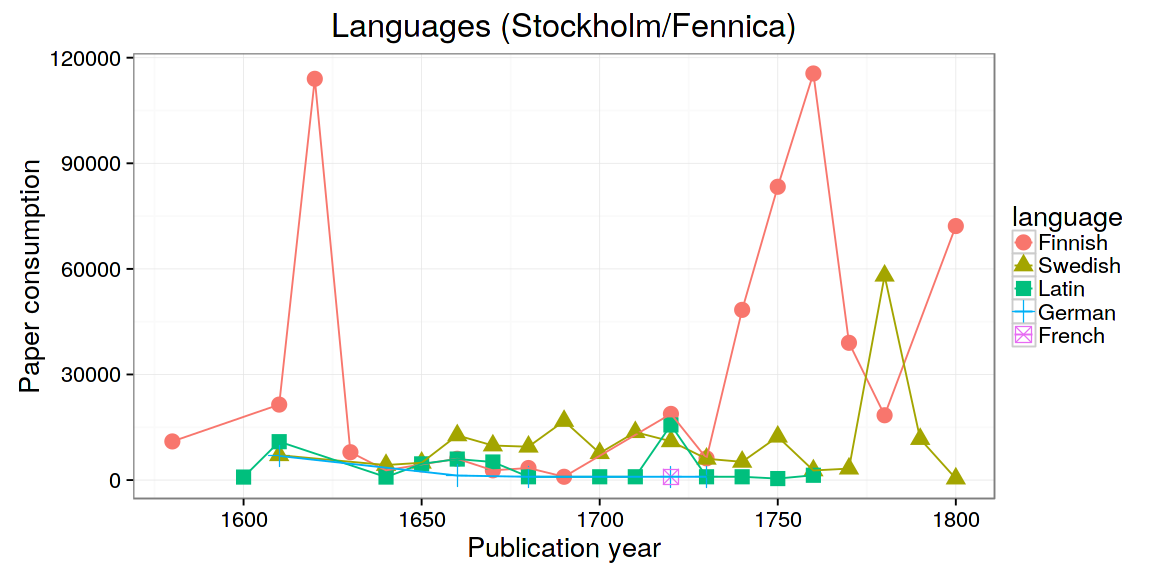 Languages (Stockholm/Fennica)
120000
90000
60000
30000
0
Paper consumption
1600
1650
1700
1750
1800
Publication year
language
Finnish
Swedish
Latin
German
French